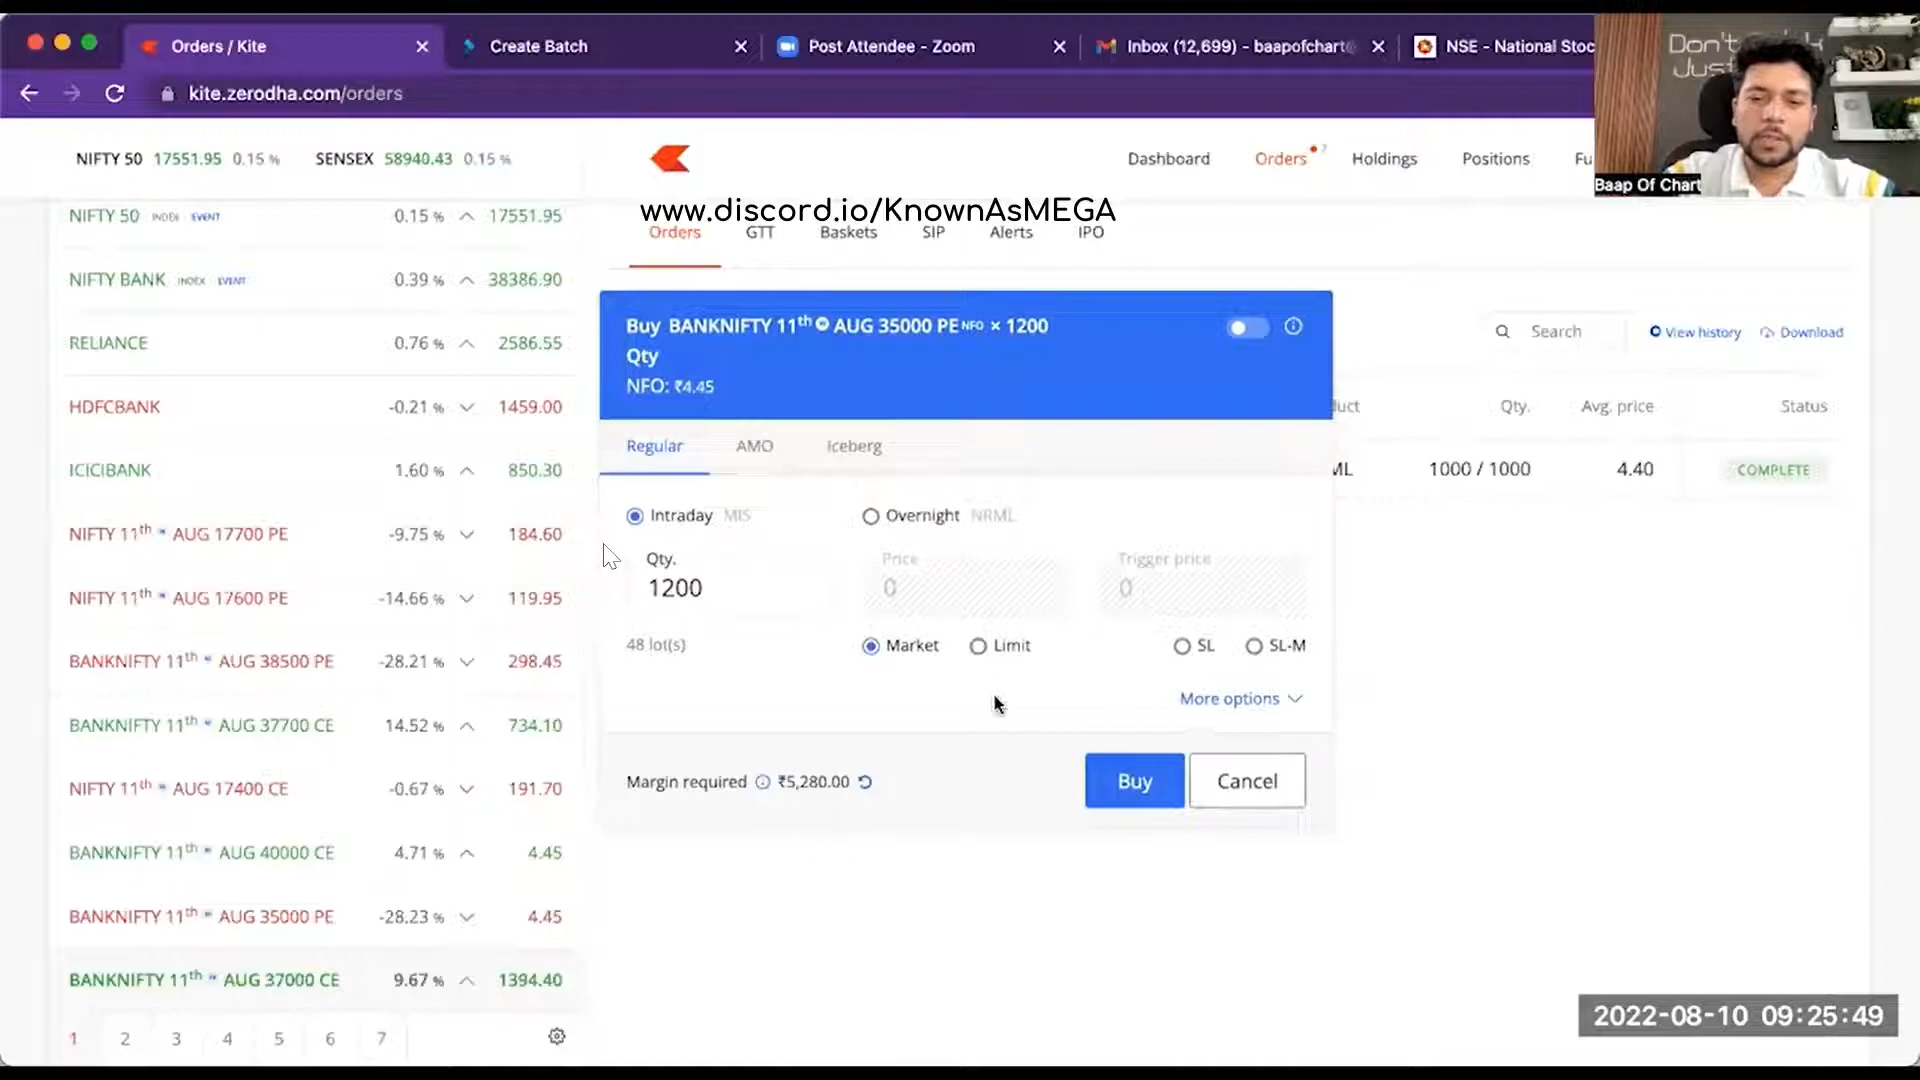 Orders / Kite
Create Batch
Post Attendee - Zoom
Inbox (12,699) - baapofchart@
NSE - National Stoc
Don't
Just
kite.zerodha.com/orders
Baap Of Chart
NIFTY 50 17551.95 0.15 %
SENSEX 58940.43 0.15 %
Dashboard
Orders 7
Holdings
Positions
Fu
www.discord.io/KnownAsMEGA
Orders
GTT
Baskets
SIP
Alerts
IPO
NIFTY 50 INDEX EVENT 0.15 % 17551.95
NIFTY BANK INDEX EVENT 0.39 % 38386.90
RELIANCE 0.76 % 2586.55
HDFCBANK -0.21 % 1459.00
ICICIBANK 1.60 % 850.30
NIFTY 11th w AUG 17700 PE -9.75 % 184.60
NIFTY 11th w AUG 17600 PE -14.66 % 119.95
BANKNIFTY 11th w AUG 38500 PE -28.21 % 298.45
BANKNIFTY 11th w AUG 37700 CE 14.52 % 734.10
NIFTY 11th w AUG 17400 CE -0.67 % 191.70
BANKNIFTY 11th w AUG 40000 CE 4.71 % 4.45
BANKNIFTY 11th w AUG 35000 PE -28.23 % 4.45
BANKNIFTY 11th w AUG 37000 CE 9.67 % 1394.40
1 2 3 4 5 6 7
Buy BANKNIFTY 11th w AUG 35000 PE NFO × 1200
Qty
NFO: ₹4.45
Regular
AMO
Iceberg
Intraday MIS
Overnight NRML
Qty.
1200
Price
0
Trigger price
0
48 lot(s)
Market
Limit
SL
SL-M
More options
Margin required ₹5,280.00
Buy
Cancel
Search
View history
Download
duct
Qty.
Avg. price
Status
ML
1000 / 1000
4.40
COMPLETE
2022-08-10 09:25:49